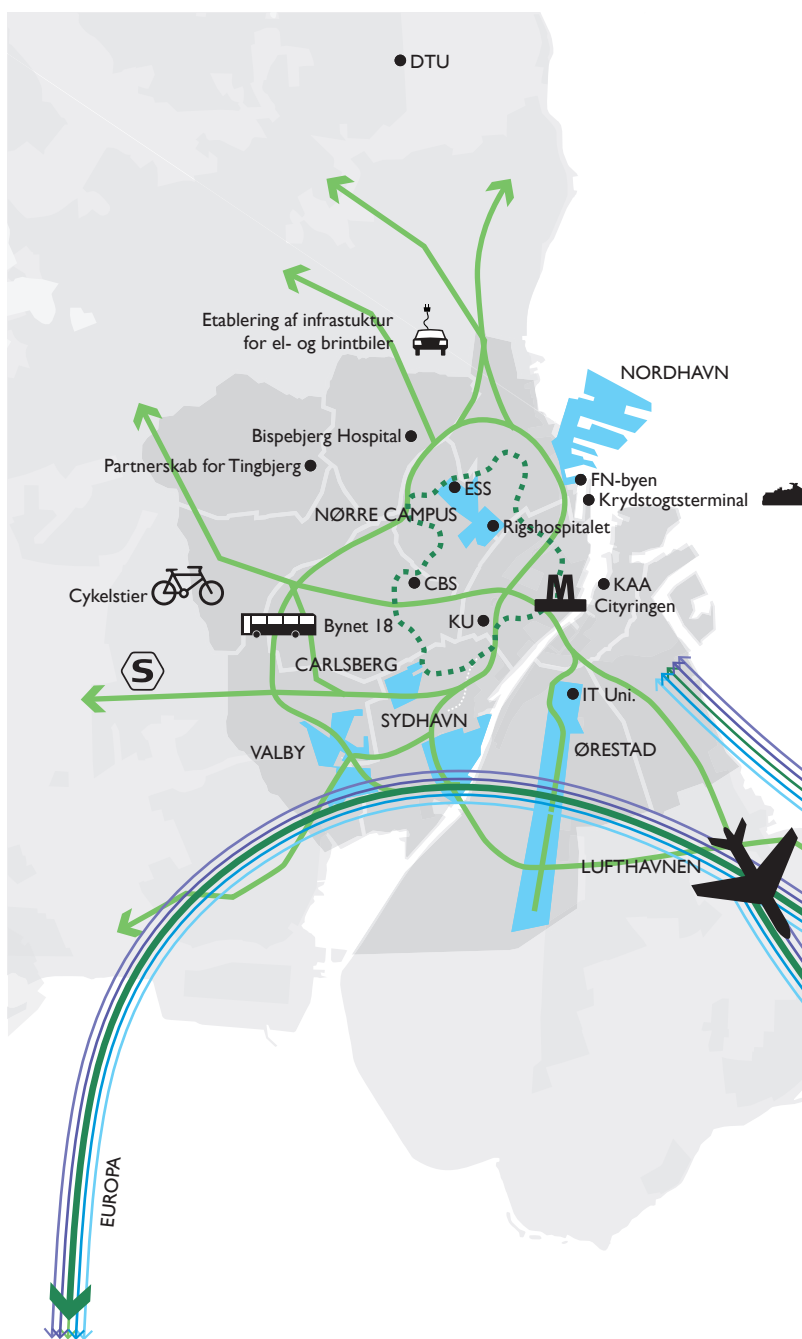 DTU
Etablering af infrastuktur
for el- og brintbiler
NORDHAVN
Bispebjerg Hospital
Partnerskab for Tingbjerg
FN-byen
ESS
Krydstogtsterminal
NØRRE CAMPUS
Rigshospitalet
CBS
KAA
Cykelstier
M
Cityringen
KU
Bynet 18
CARLSBERG
S
IT Uni.
SYDHAVN
VALBY
ØRESTAD
LUFTHAVNEN
EUROPA